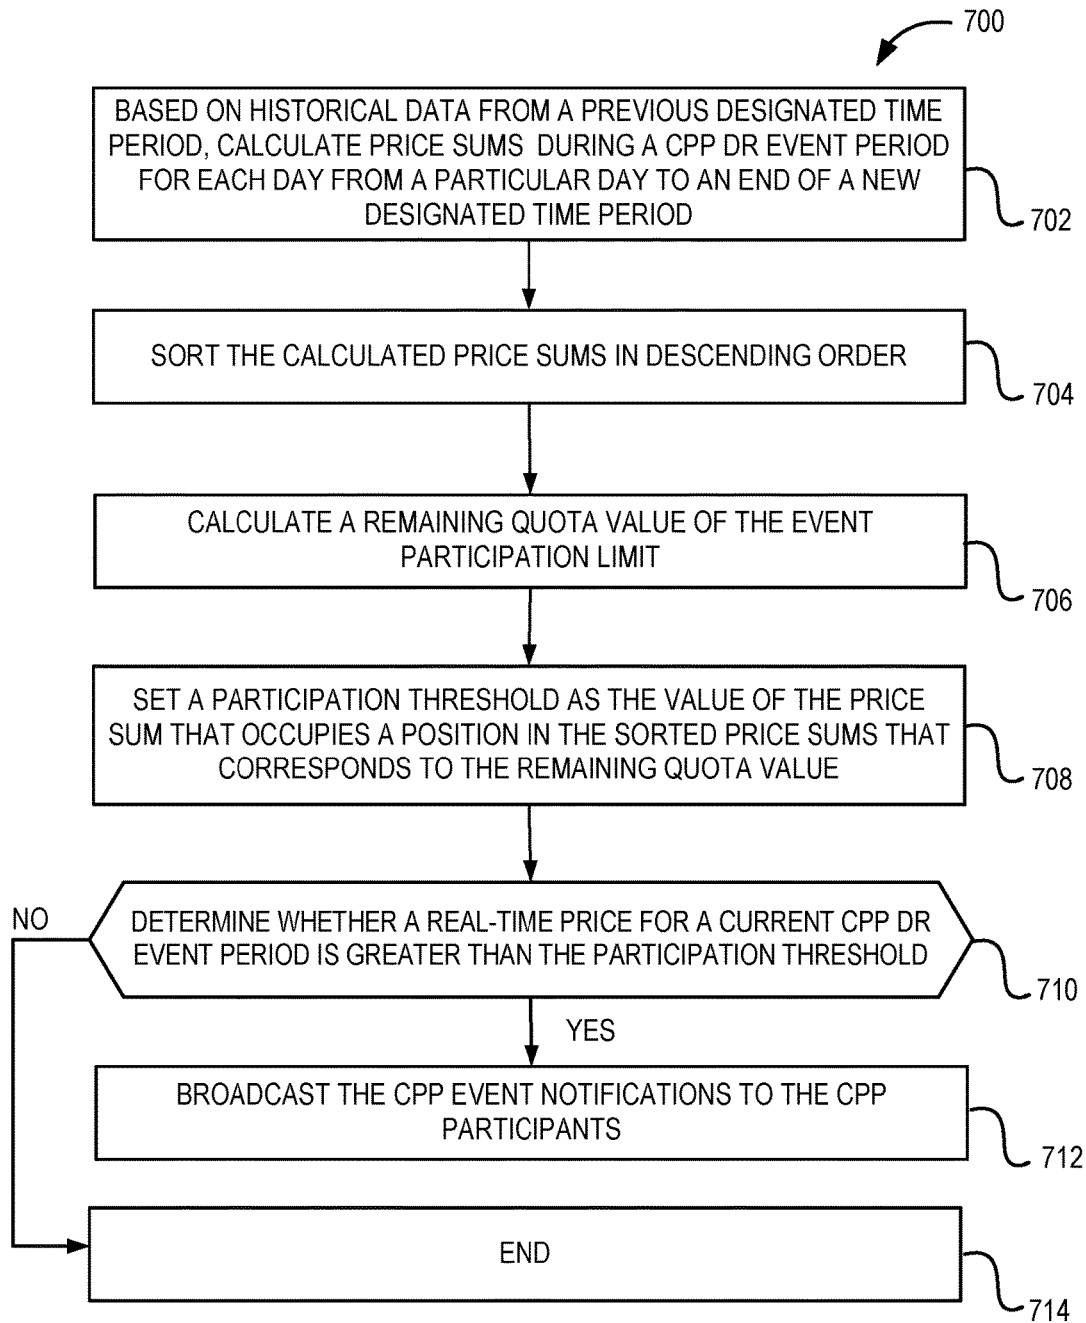 700
BASED ON HISTORICAL DATA FROM A PREVIOUS DESIGNATED TIME
PERIOD, CALCULATE PRICE SUMS DURING A CPP DR EVENT PERIOD
FOR EACH DAY FROM A PARTICULAR DAY TO AN END OF A NEW
DESIGNATED TIME PERIOD
702
SORT THE CALCULATED PRICE SUMS IN DESCENDING ORDER
704
CALCULATE A REMAINING QUOTA VALUE OF THE EVENT
PARTICIPATION LIMIT
706
SET A PARTICIPATION THRESHOLD AS THE VALUE OF THE PRICE
SUM THAT OCCUPIES A POSITION IN THE SORTED PRICE SUMS THAT
CORRESPONDS TO THE REMAINING QUOTA VALUE
708
NO
DETERMINE WHETHER A REAL-TIME PRICE FOR A CURRENT CPP DR
EVENT PERIOD IS GREATER THAN THE PARTICIPATION THRESHOLD
710
YES
BROADCAST THE CPP EVENT NOTIFICATIONS TO THE CPP
PARTICIPANTS
712
END
714